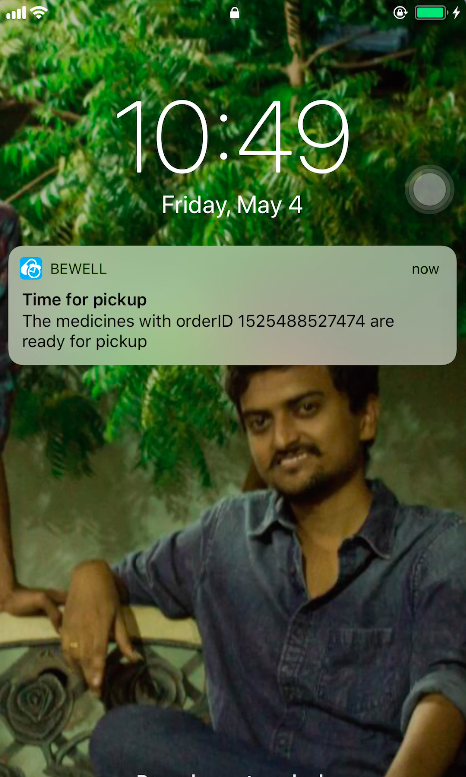 10:49
Friday, May 4
BEWELL now
Time for pickup
The medicines with orderID 1525488527474 are
ready for pickup